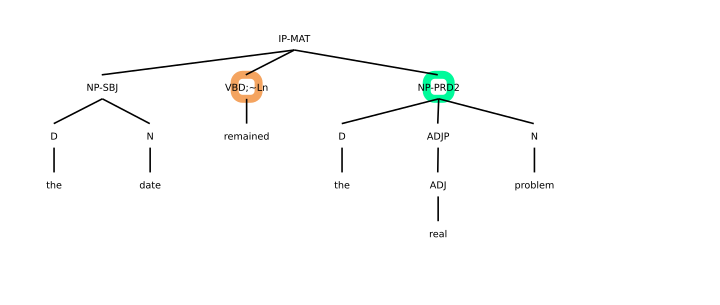 IP-MAT
NP-SBJ VBD;~Ln NP-PRD2
D N remained D ADJP N
the date the ADJ problem
real